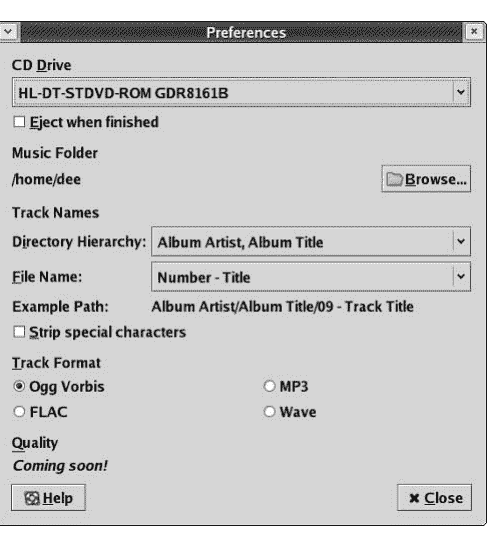 Preferences
CD Drive
HL-DT-STDVD-ROM GDR8161B
Eject when finished
Music Folder
/home/dee
Browse...
Track Names
Directory Hierarchy: Album Artist, Album Title
File Name: Number - Title
Example Path: Album Artist/Album Title/09 - Track Title
Strip special characters
Track Format
Ogg Vorbis MP3
FLAC Wave
Quality
Coming soon!
Help Close